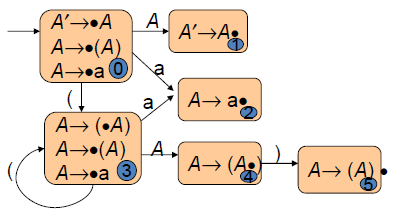 A'→•A
A→•(A)
A→•a 0
A
A'→A•
1
a
A→ a•
2
(
a
A→ (•A)
A→•(A)
A→•a 3
(
A
A→ (A•)
4
)
A→ (A) •
5